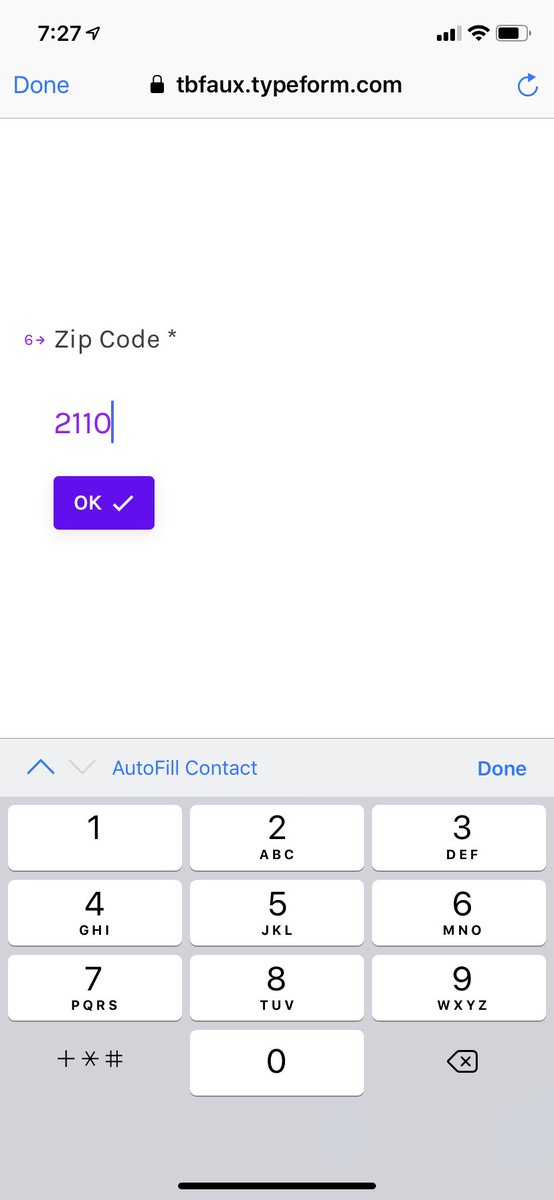 7:27
Done tbfaux.typeform.com
6→ Zip Code *
2110
OK
AutoFill Contact Done
1 2 ABC 3 DEF
4 GHI 5 JKL 6 MNO
7 PQRS 8 TUV 9 WXYZ
+*# 0